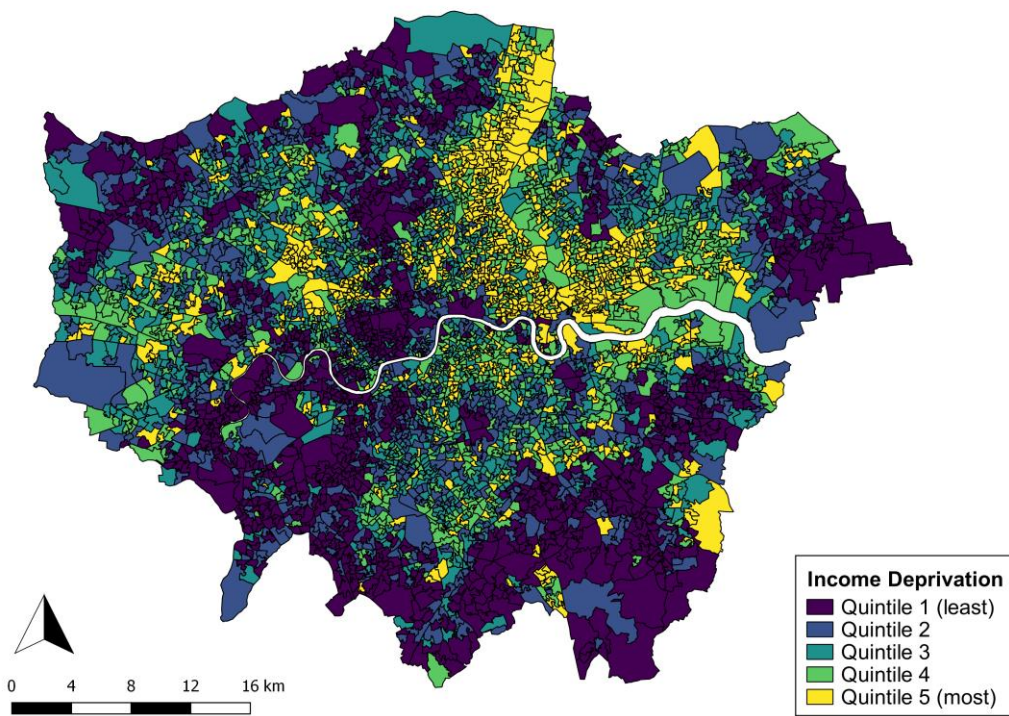 Income Deprivation
Quintile 1 (least)
Quintile 2
Quintile 3
Quintile 4
Quintile 5 (most)
0 4 8 12 16 km